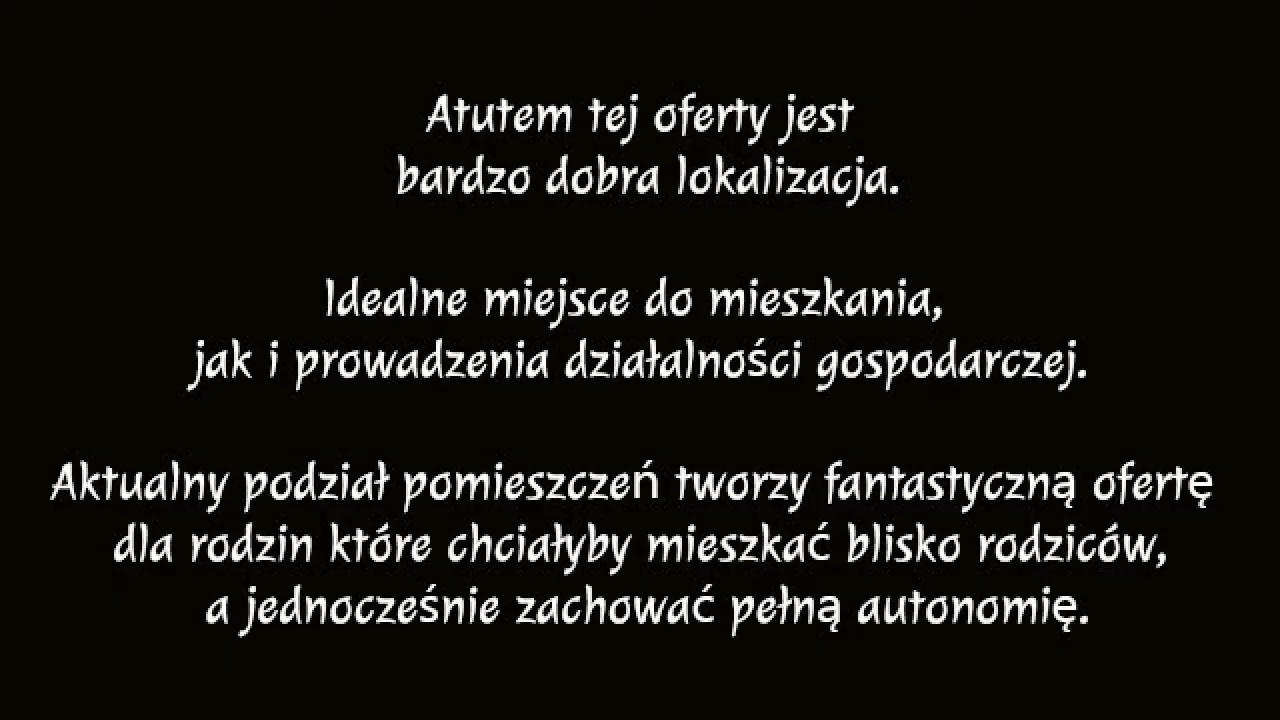 Atutem tej oferty jest
bardzo dobra lokalizacja.
Idealne miejsce do mieszkania,
jak i prowadzenia działalności gospodarczej.
Aktualny podział pomieszczeń tworzy fantastyczną ofertę
dla rodzin które chciałyby mieszkać blisko rodziców,
a jednocześnie zachować pełną autonomię.